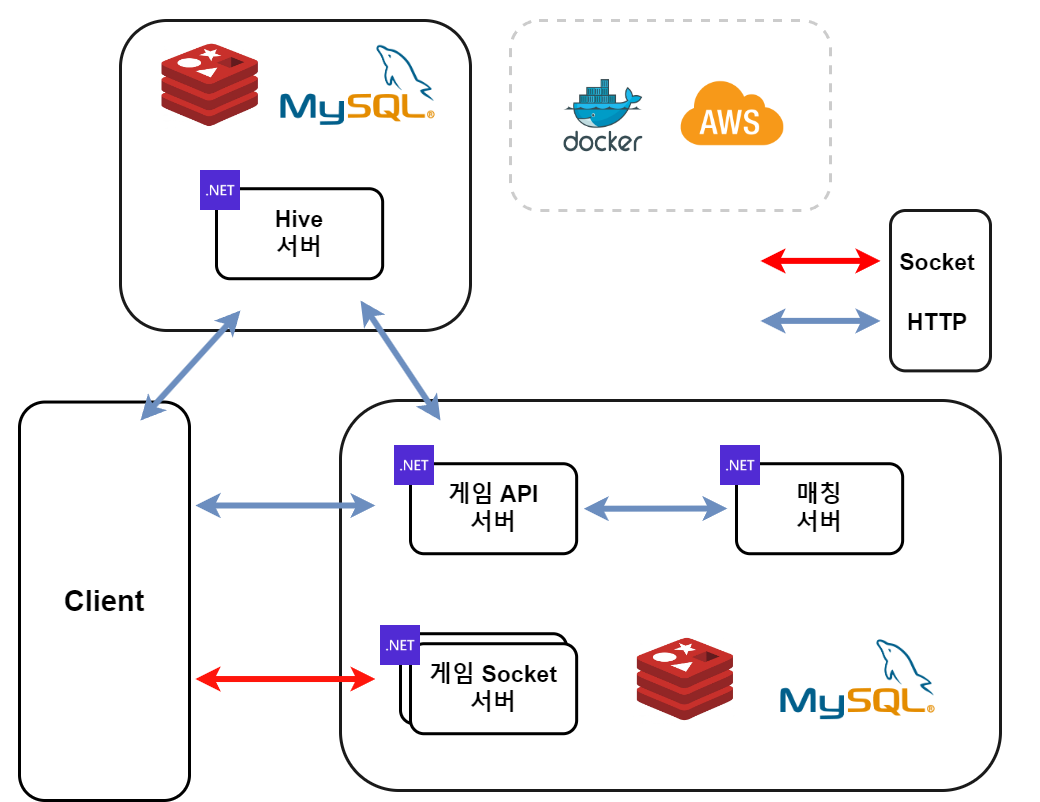 MySQL®
docker
AWS
.NET
Hive
서버
Socket
HTTP
Client
.NET
게임 API
서버
.NET
매칭
서버
.NET
게임 Socket
서버
MySQL®